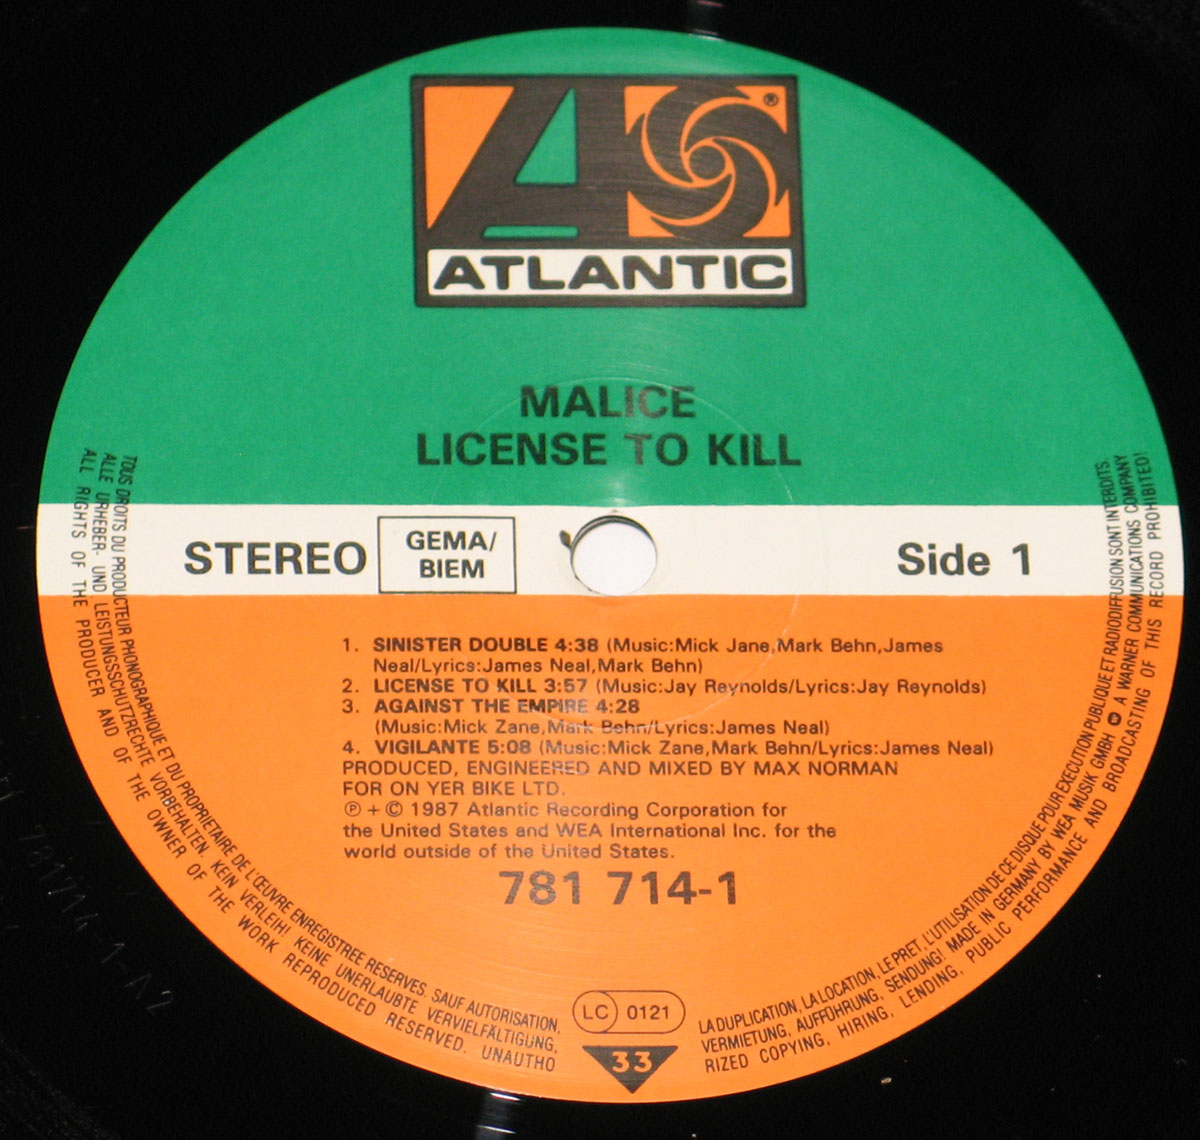 ®
ATLANTIC
MALICE
LICENSE TO KILL
STEREO
GEMA/
BIEM
Side 1
1. SINISTER DOUBLE 4:38 (Music:Mick Jane,Mark Behn,James
Neal/Lyrics:James Neal,Mark Behn)
2. LICENSE TO KILL 3:57 (Music:Jay Reynolds/Lyrics:Jay Reynolds)
3. AGAINST THE EMPIRE 4:28
(Music:Mick Zane,Mark Behn/Lyrics:James Neal)
4. VIGILANTE 5:08 (Music:Mick Zane,Mark Behn/Lyrics:James Neal)
PRODUCED, ENGINEERED AND MIXED BY MAX NORMAN
FOR ON YER BIKE LTD.
℗ + © 1987 Atlantic Recording Corporation for
the United States and WEA International Inc. for the
world outside of the United States.
781 714-1
LC 0121
33
TOUS DROITS DU PRODUCTEUR PHONOGRAPHIQUE ET DU PROPRIETAIRE DE L'ŒUVRE ENREGISTREE RESERVES. SAUF AUTORISATION, LA DUPLICATION, LA LOCATION, LE PRET, L'UTILISATION DE CE DISQUE POUR EXECUTION PUBLIQUE ET RADIODIFFUSION SONT INTERDITS.
ALLE URHEBER- UND LEISTUNGSSCHUTZRECHTE VORBEHALTEN. KEIN VERLEIH! KEINE UNERLAUBTE VERVIELFÄLTIGUNG, VERMIETUNG, AUFFÜHRUNG, SENDUNG! MADE IN GERMANY BY WEA MUSIK GMBH A WARNER COMMUNICATIONS COMPANY
ALL RIGHTS OF THE PRODUCER AND OF THE OWNER OF THE WORK REPRODUCED RESERVED. UNAUTHORIZED COPYING, HIRING, LENDING, PUBLIC PERFORMANCE AND BROADCASTING OF THIS RECORD PROHIBITED!
781714-1-A2